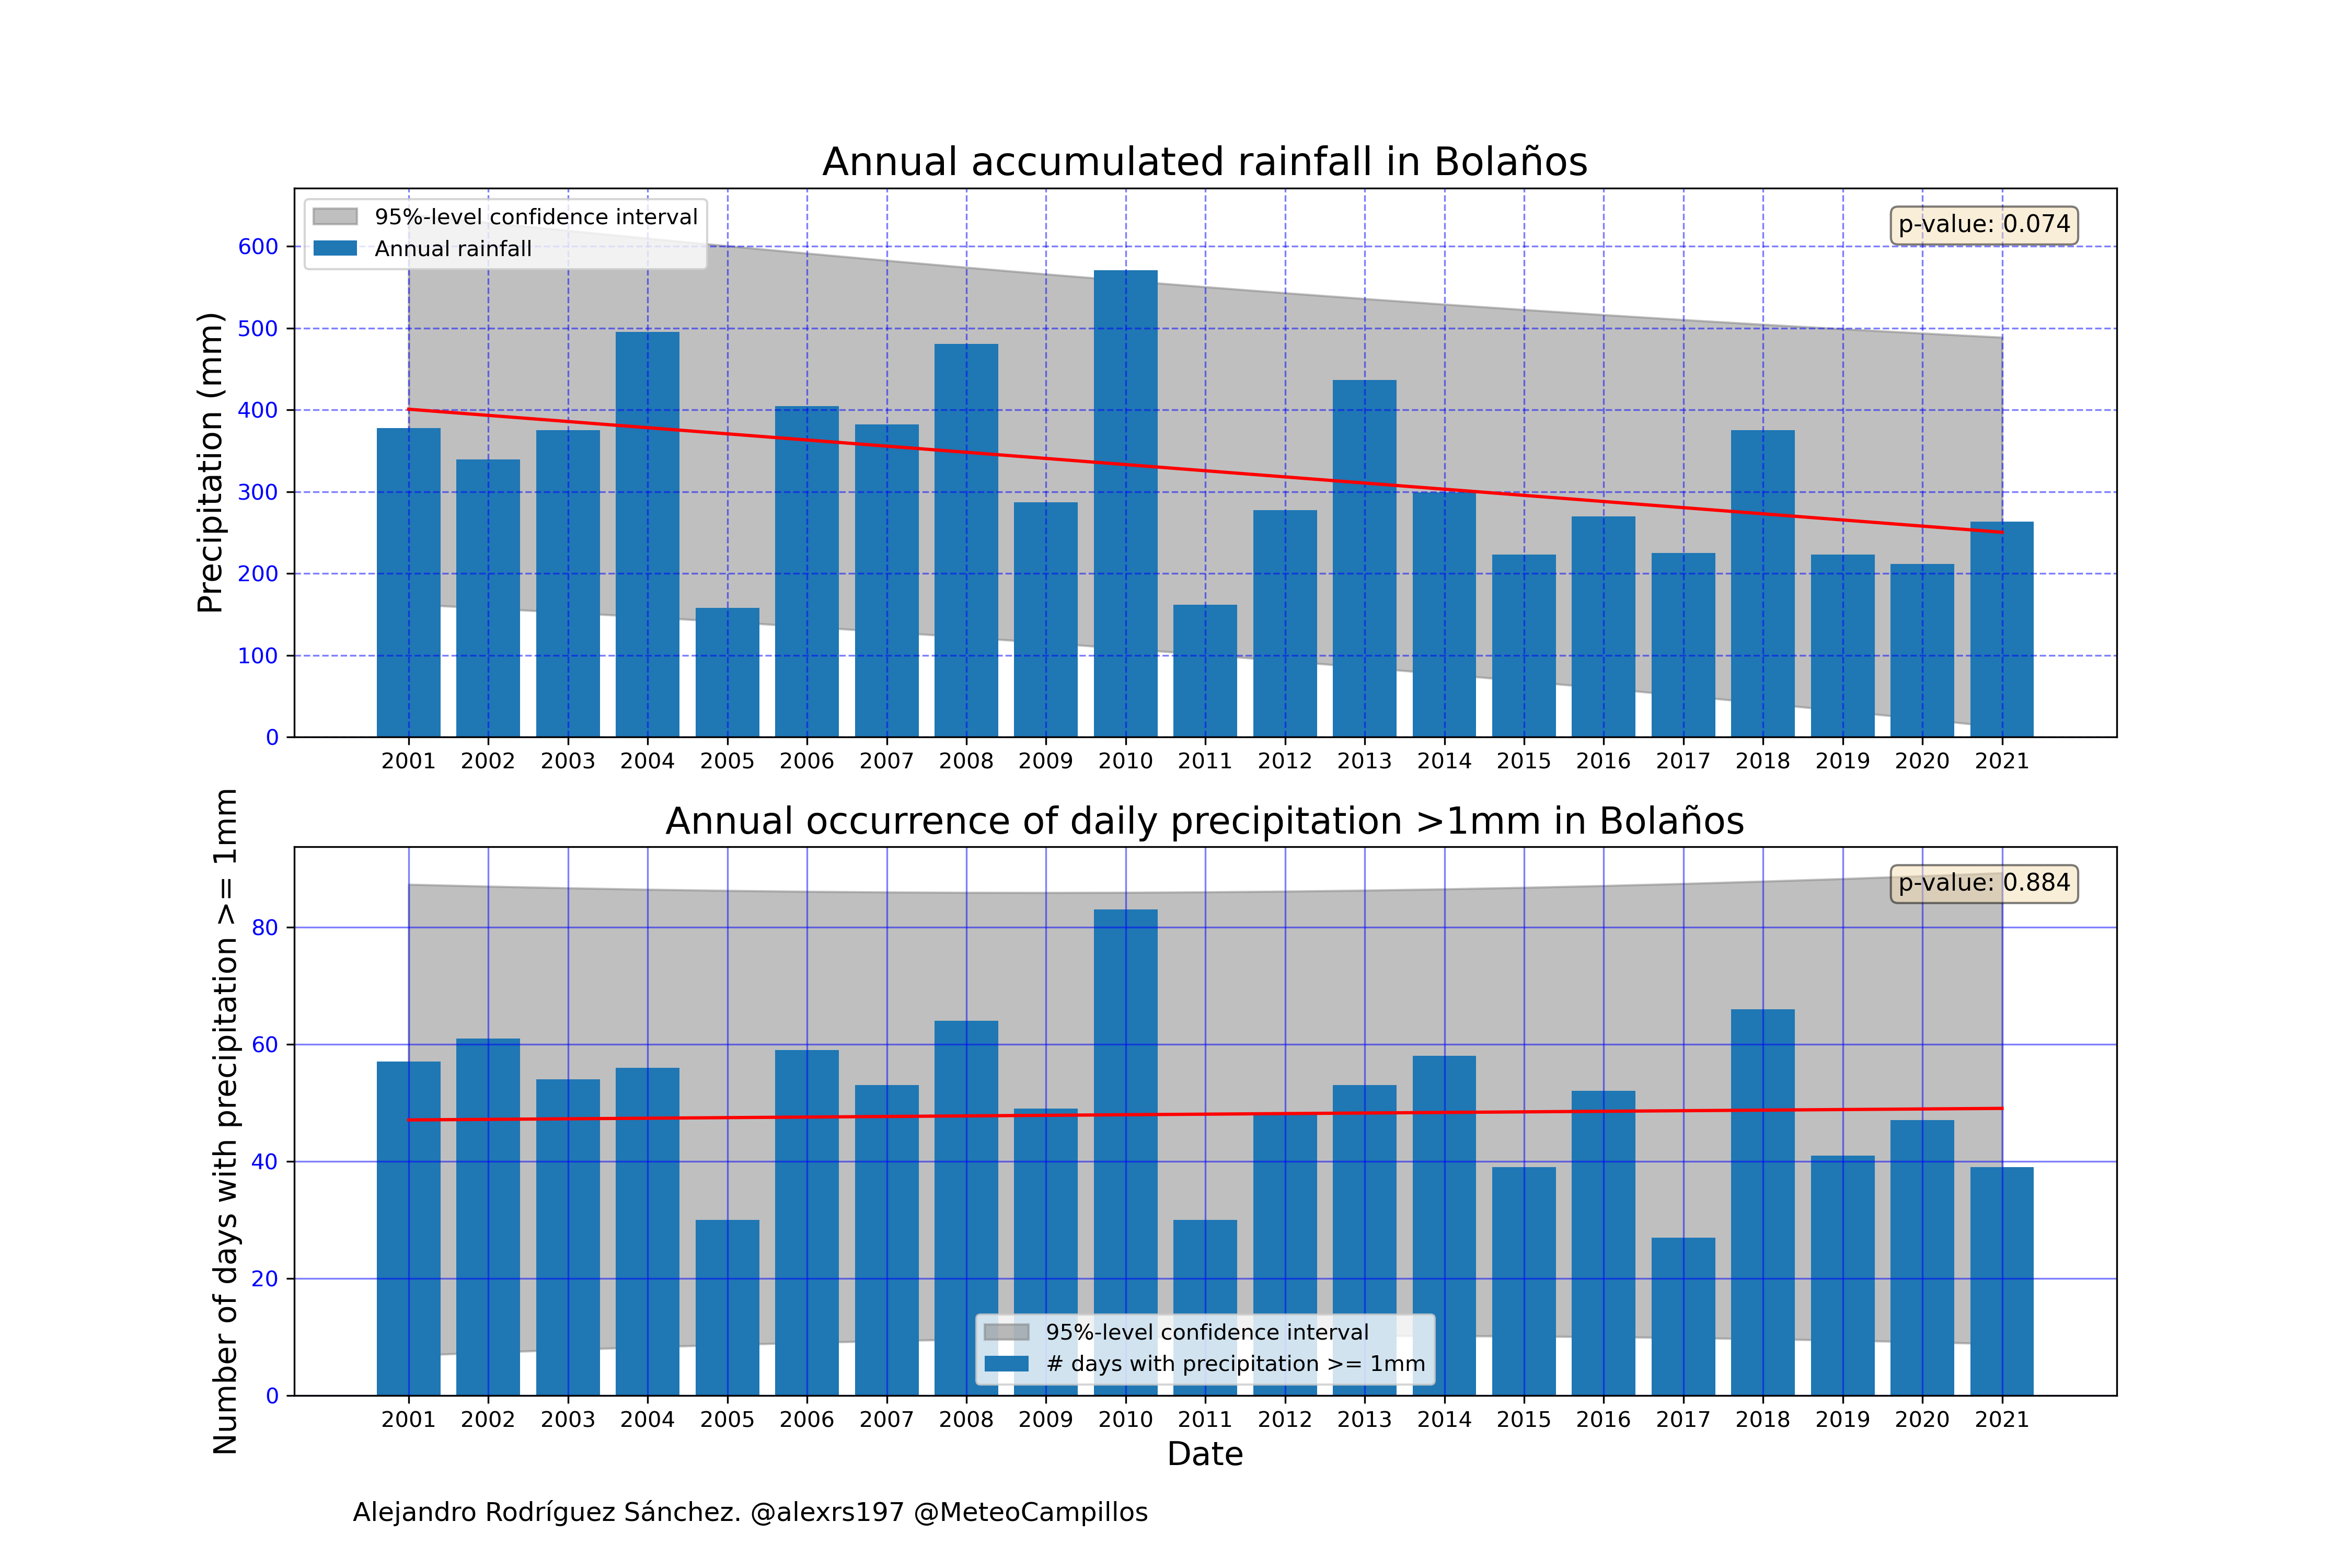 Annual accumulated rainfall in Bolaños
95%-level confidence interval
Annual rainfall
p-value: 0.074
Precipitation (mm)
600
500
400
300
200
100
0
2001 2002 2003 2004 2005 2006 2007 2008 2009 2010 2011 2012 2013 2014 2015 2016 2017 2018 2019 2020 2021
Annual occurrence of daily precipitation >1mm in Bolaños
p-value: 0.884
Number of days with precipitation >= 1mm
80
60
40
20
0
95%-level confidence interval
# days with precipitation >= 1mm
2001 2002 2003 2004 2005 2006 2007 2008 2009 2010 2011 2012 2013 2014 2015 2016 2017 2018 2019 2020 2021
Date
Alejandro Rodríguez Sánchez. @alexrs197 @MeteoCampillos